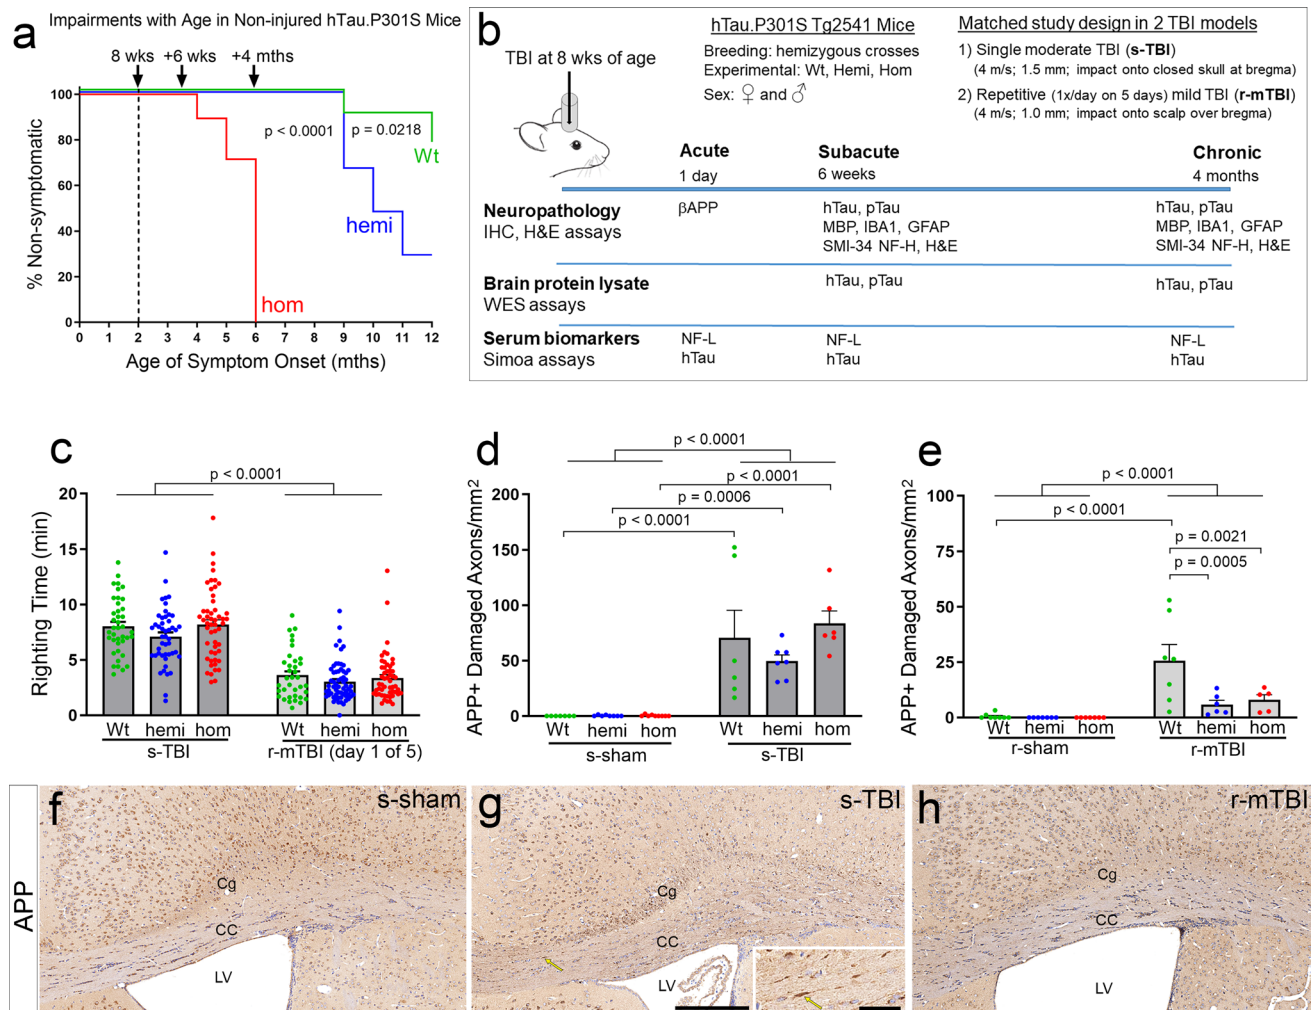 a
Impairments with Age in Non-injured hTau.P301S Mice
8 wks
+6 wks
+4 mths
100
80
60
40
20
0
% Non-symptomatic
p < 0.0001
p = 0.0218
Wt
hemi
hom
0 1 2 3 4 5 6 7 8 9 10 11 12
Age of Symptom Onset (mths)
b
TBI at 8 wks of age
hTau.P301S Tg2541 Mice
Breeding: hemizygous crosses
Experimental: Wt, Hemi, Hom
Sex: ♀ and ♂
Matched study design in 2 TBI models
1) Single moderate TBI (s-TBI)
(4 m/s; 1.5 mm; impact onto closed skull at bregma)
2) Repetitive (1x/day on 5 days) mild TBI (r-mTBI)
(4 m/s; 1.0 mm; impact onto scalp over bregma)
Acute
1 day
Subacute
6 weeks
Chronic
4 months
Neuropathology
IHC, H&E assays
βAPP
hTau, pTau
MBP, IBA1, GFAP
SMI-34 NF-H, H&E
hTau, pTau
MBP, IBA1, GFAP
SMI-34 NF-H, H&E
Brain protein lysate
WES assays
hTau, pTau
hTau, pTau
Serum biomarkers
Simoa assays
NF-L
hTau
NF-L
hTau
NF-L
hTau
c
p < 0.0001
20
15
10
5
0
Righting Time (min)
Wt hemi hom
s-TBI
Wt hemi hom
r-mTBI (day 1 of 5)
d
p < 0.0001
p < 0.0001
p = 0.0006
p < 0.0001
200
150
100
50
0
APP+ Damaged Axons/mm2
Wt hemi hom
s-sham
Wt hemi hom
s-TBI
e
p < 0.0001
p < 0.0001
p = 0.0021
p = 0.0005
100
75
50
25
0
APP+ Damaged Axons/mm2
Wt hemi hom
r-sham
Wt hemi hom
r-mTBI
APP
f
s-sham
Cg
CC
LV
g
s-TBI
Cg
CC
LV
h
r-mTBI
Cg
CC
LV